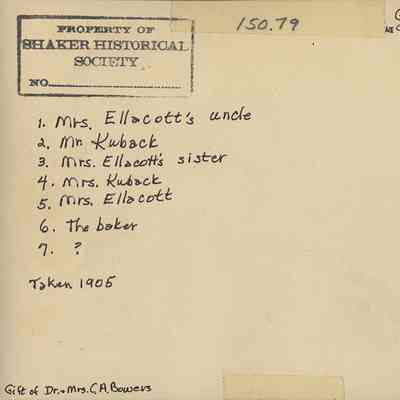 PROPERTY OF
SHAKER HISTORICAL
SOCIETY
NO.
150.79
1. Mrs. Ellacott's uncle
2. Mr. Kuback
3. Mrs. Ellacott's sister
4. Mrs. Kuback
5. Mrs. Ellacott
6. The baker
7. ?
Taken 1905
Gift of Dr. + Mrs. C.A. Bowers